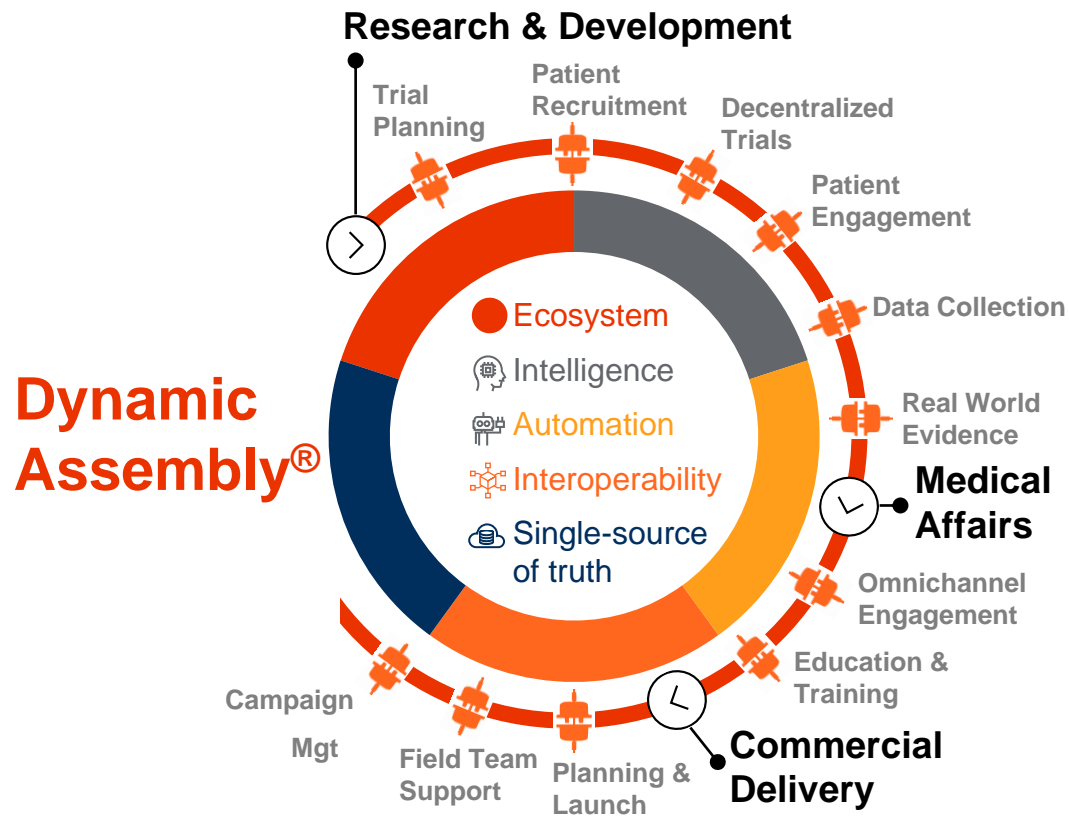 Research & Development
Trial
Planning
Patient
Recruitment
Decentralized
Trials
Patient
Engagement
Data Collection
Real World
Evidence
Medical
Affairs
Omnichannel
Engagement
Education &
Training
Commercial
Delivery
Planning &
Launch
Field Team
Support
Campaign
Mgt
Dynamic
Assembly®
Ecosystem
Intelligence
Automation
Interoperability
Single-source
of truth